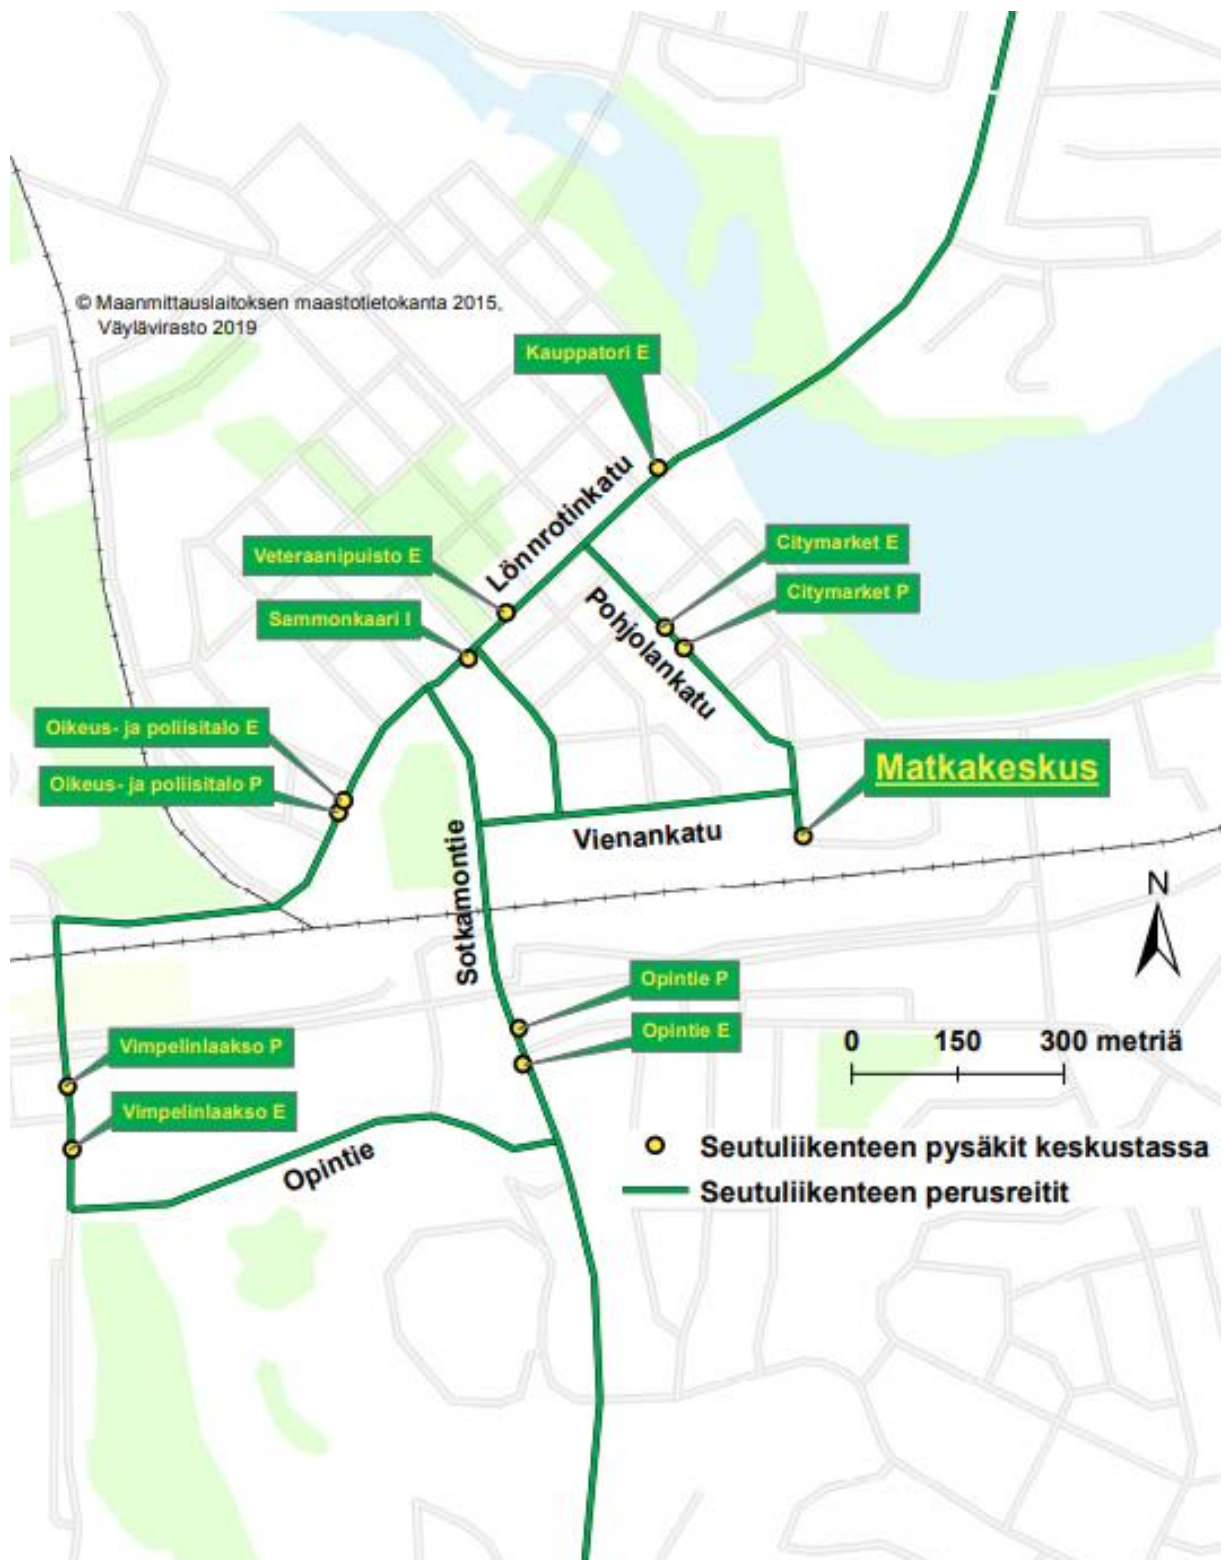 © Maanmittauslaitoksen maastotietokanta 2015,
Väylävirasto 2019
Kauppatori E
Lönnrotinkatu
Veteraanipuisto E
Citymarket E
Citymarket P
Sammonkaari I
Pohjolankatu
Oikeus- ja poliisitalo E
Oikeus- ja poliisitalo P
Matkakeskus
Vienankatu
Sotkamontie
N
Opintie P
Opintie E
0 150 300 metriä
Vimpelinlaakso P
Vimpelinlaakso E
Opintie
Seutuliikenteen pysäkit keskustassa
Seutuliikenteen perusreitit